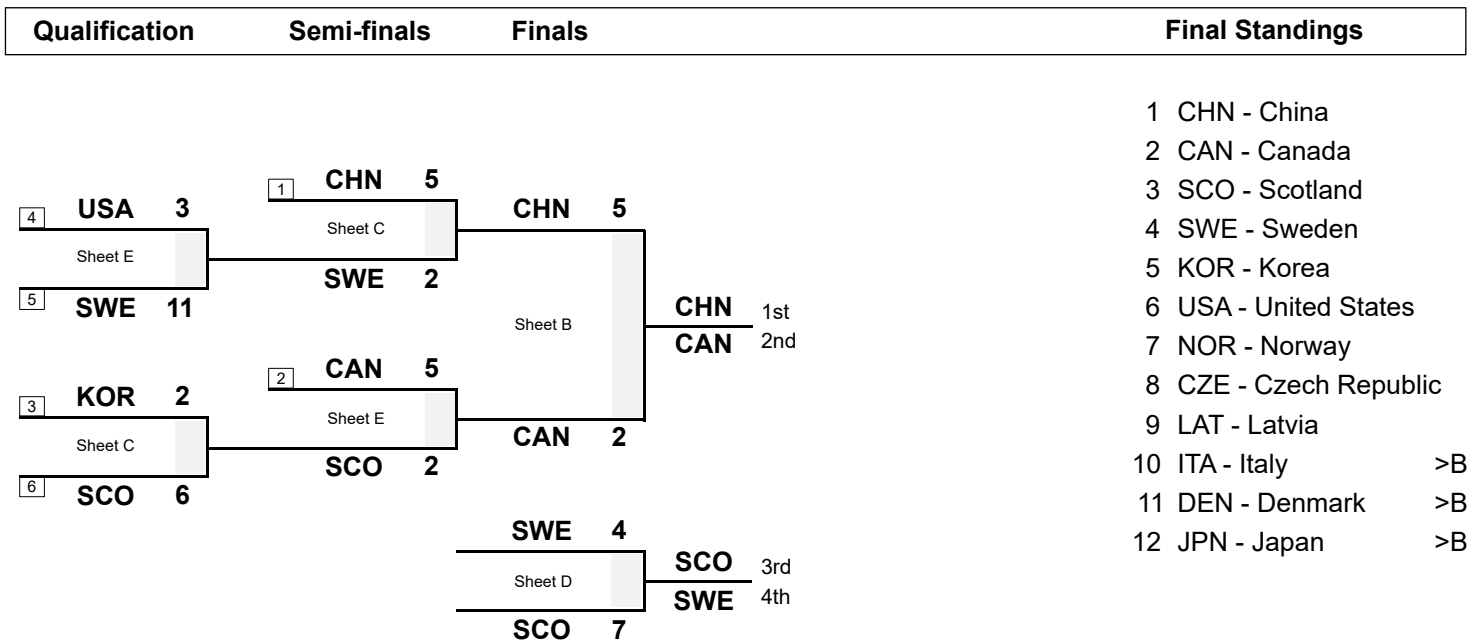 Qualification Semi-finals Finals Final Standings
1 CHN - China
2 CAN - Canada
1 CHN 5
3 SCO - Scotland
4 USA 3
CHN 5
Sheet C
4 SWE - Sweden
Sheet E
SWE 2
5 KOR - Korea
5 SWE 11
CHN 1st
6 USA - United States
Sheet B
CAN 2nd
7 NOR - Norway
2 CAN 5
3 KOR 2
8 CZE - Czech Republic
Sheet E
9 LAT - Latvia
Sheet C
CAN 2
SCO 2
10 ITA - Italy >B
6 SCO 6
11 DEN - Denmark >B
SWE 4
12 JPN - Japan >B
SCO 3rd
Sheet D
SWE 4th
SCO 7